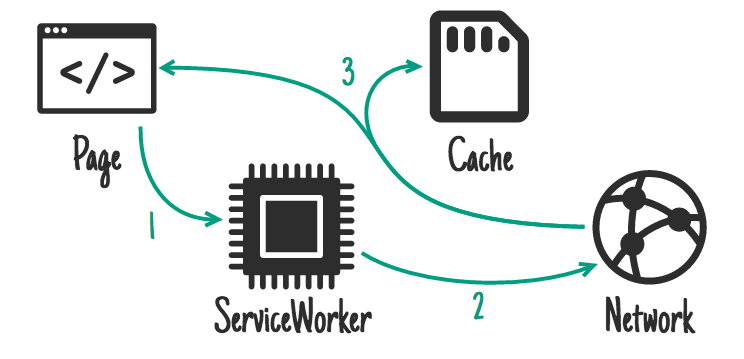 </>
3
Page
Cache
1
ServiceWorker
2
Network